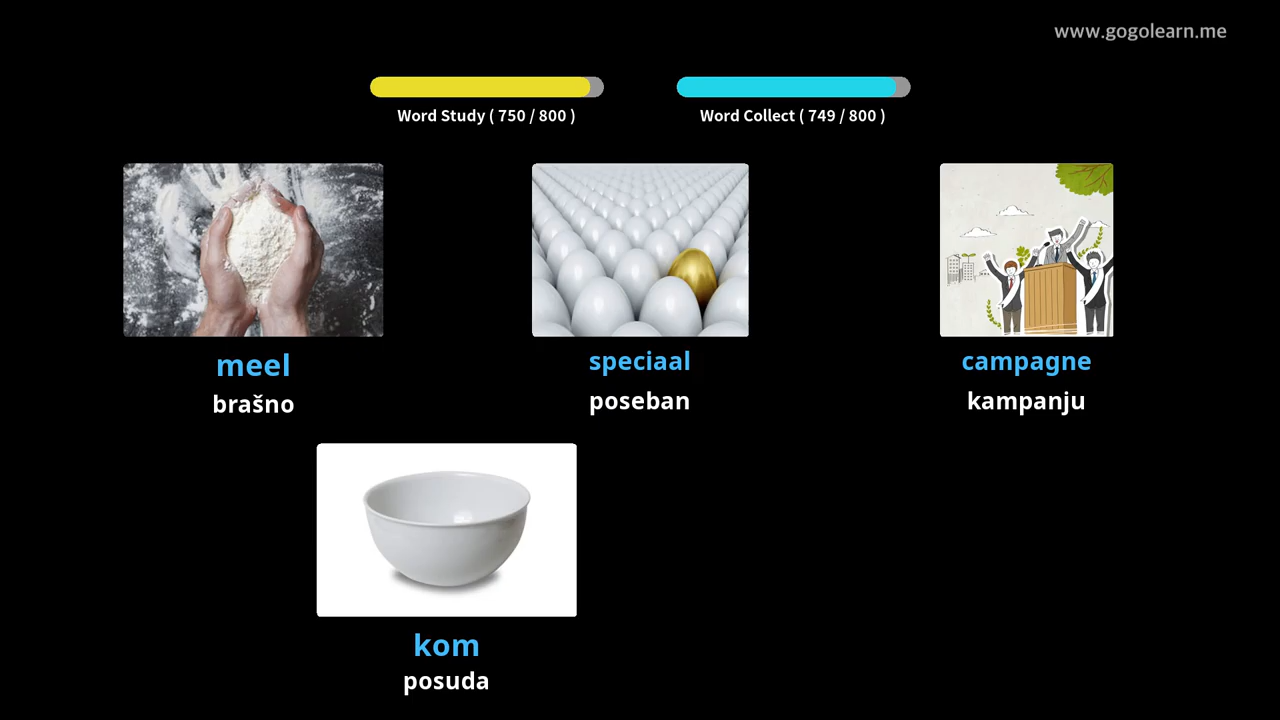 www.gogolearn.me
Word Study ( 750 / 800 )
Word Collect ( 749 / 800 )
meel
brašno
speciaal
poseban
campagne
kampanju
kom
posuda